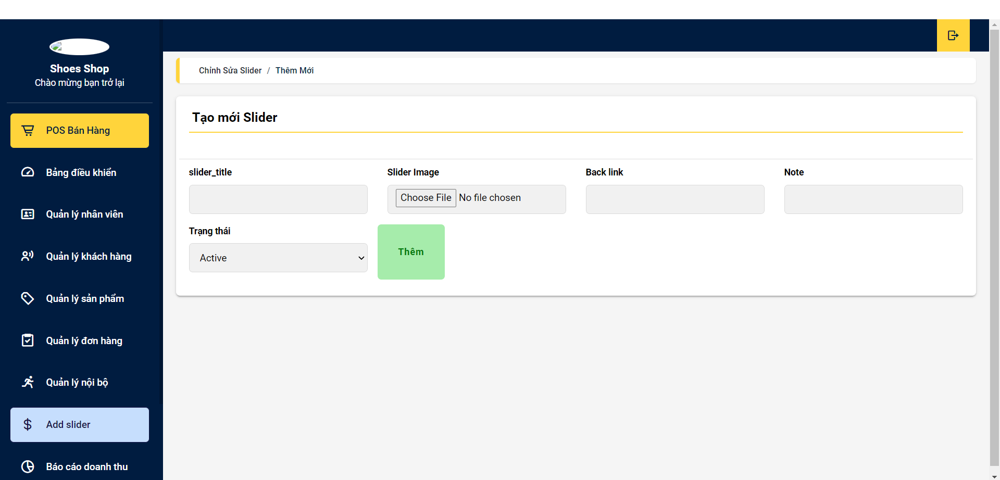 Shoes Shop
Chào mừng bạn trở lại
POS Bán Hàng
Bảng điều khiển
Quản lý nhân viên
Quản lý khách hàng
Quản lý sản phẩm
Quản lý đơn hàng
Quản lý nội bộ
Add slider
Báo cáo doanh thu
Chỉnh Sửa Slider / Thêm Mới
Tạo mới Slider
slider_title
Slider Image
Choose File No file chosen
Back link
Note
Trạng thái
Active
Thêm